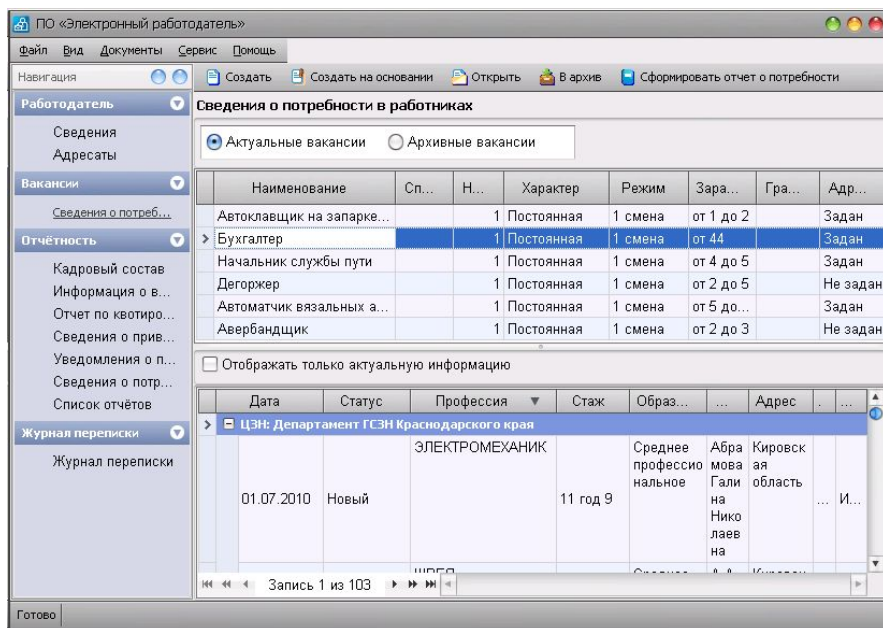 ПО «Электронный работодатель»
Файл Вид Документы Сервис Помощь
Навигация
Создать Создать на основании Открыть В архив Сформировать отчет о потребности
Работодатель
Сведения
Адресаты
Вакансии
Сведения о потреб...
Отчётность
Кадровый состав
Информация о в...
Отчет по квотиро...
Сведения о прив...
Уведомления о п...
Сведения о потр...
Список отчётов
Журнал переписки
Журнал переписки
Сведения о потребности в работниках
Актуальные вакансии Архивные вакансии
Наименование Сп... Н... Характер Режим Зара... Гра... Адр...
Автоклавщик на запарке... 1 Постоянная 1 смена от 1 до 2 Задан
Бухгалтер 1 Постоянная 1 смена от 44 Задан
Начальник службы пути 1 Постоянная 1 смена от 4 до 5 Задан
Дегоржер 1 Постоянная 1 смена от 2 до 5 Не задан
Автоматчик вязальных а... 1 Постоянная 1 смена от 5 до... Задан
Авербандщик 1 Постоянная 1 смена от 2 до 3 Не задан
Отображать только актуальную информацию
Дата Статус Профессия Стаж Образ... ... Адрес . ...
ЦЗН: Департамент ГСЗН Краснодарского края
01.07.2010 Новый ЭЛЕКТРОМЕХАНИК 11 год 9
Среднее
профессио
нальное
Абра
мова
Гали
на
Нико
лаев
на
Кировск
ая
область
... И...
Запись 1 из 103
Готово